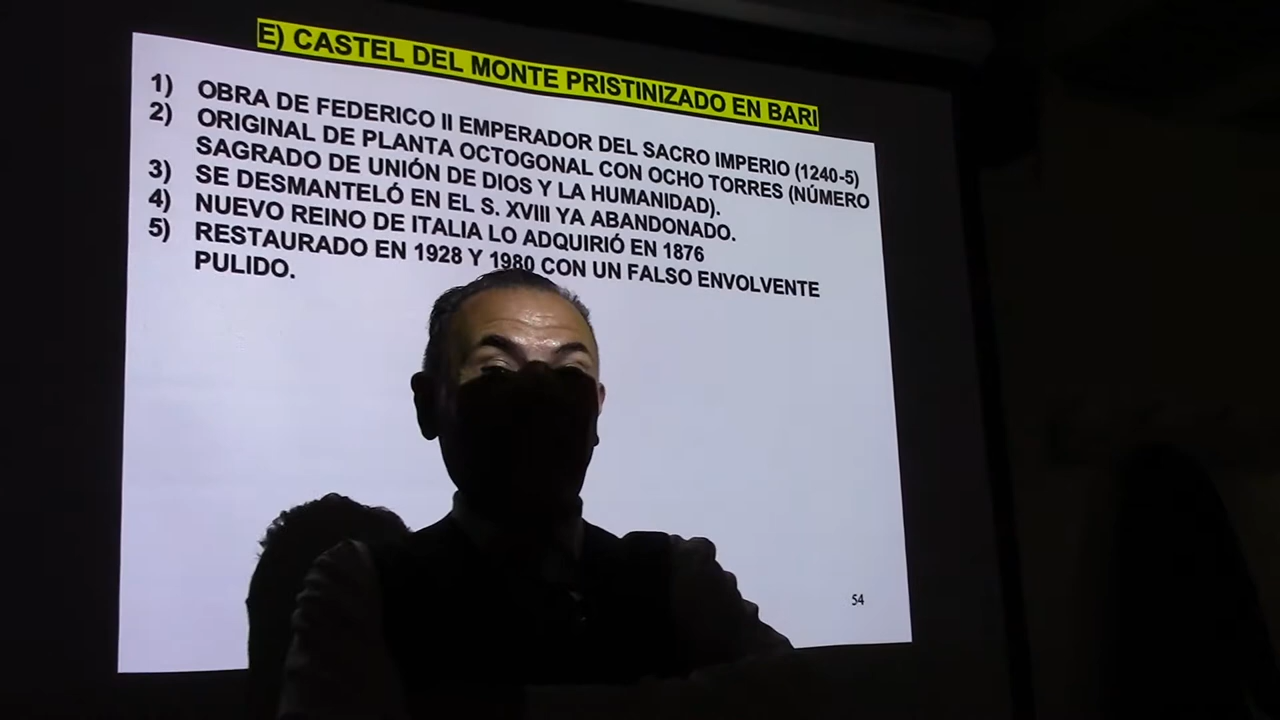 E) CASTEL DEL MONTE PRISTINIZADO EN BARI
1) OBRA DE FEDERICO II EMPERADOR DEL SACRO IMPERIO (1240-5)
2) ORIGINAL DE PLANTA OCTOGONAL CON OCHO TORRES (NÚMERO
SAGRADO DE UNIÓN DE DIOS Y LA HUMANIDAD).
3) SE DESMANTELÓ EN EL S. XVIII YA ABANDONADO.
4) NUEVO REINO DE ITALIA LO ADQUIRIÓ EN 1876
5) RESTAURADO EN 1928 Y 1980 CON UN FALSO ENVOLVENTE
PULIDO.
54